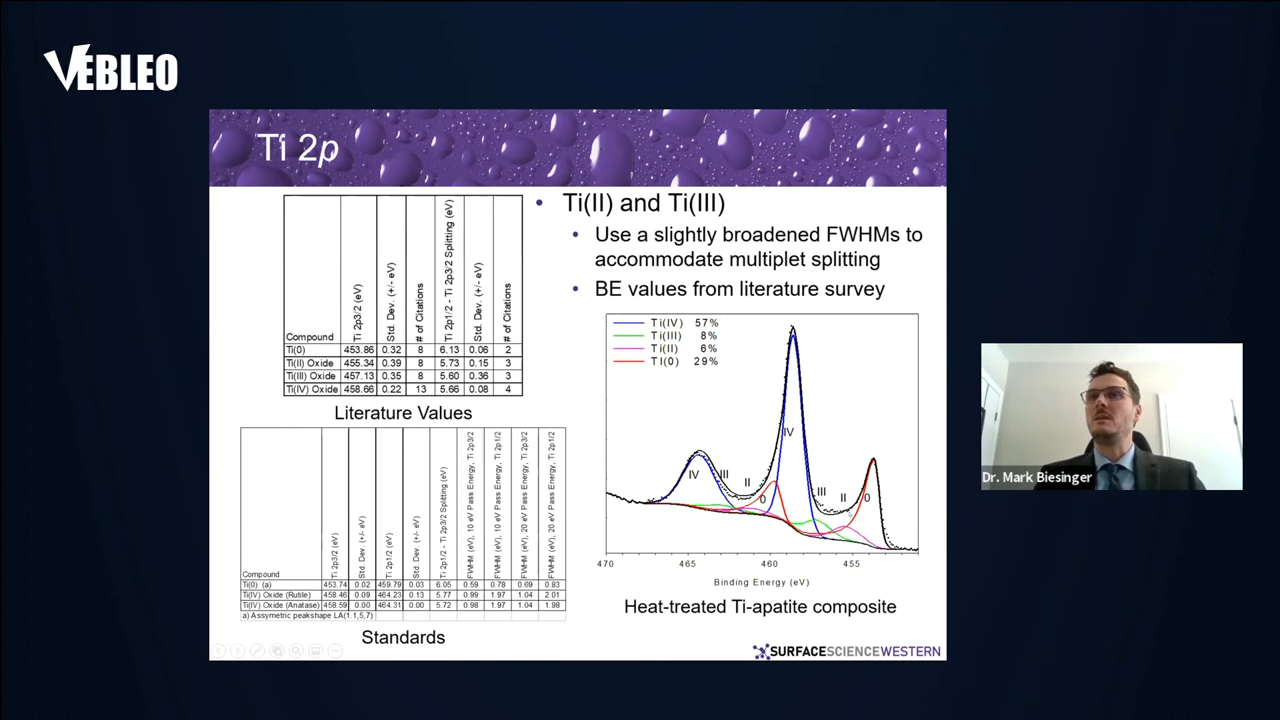 VEBLEO
Ti 2p
Compound
Ti 2p3/2 (eV)
Std. Dev. (+/- eV)
# of Citations
Ti 2p1/2 - Ti 2p3/2 Splitting (eV)
Std. Dev. (+/- eV)
# of Citations
Ti(0) 453.86 0.32 8 6.13 0.06 2
Ti(II) Oxide 455.34 0.39 8 5.73 0.15 3
Ti(III) Oxide 457.13 0.35 8 5.60 0.36 3
Ti(IV) Oxide 458.66 0.22 13 5.66 0.08 4
Literature Values
Compound
Ti 2p3/2 (eV)
Std. Dev. (+/- eV)
Ti 2p1/2 (eV)
Std. Dev. (+/- eV)
Ti 2p1/2 - Ti 2p3/2 Splitting (eV)
FWHM (eV), 10 eV Pass Energy, Ti 2p3/2
FWHM (eV), 10 eV Pass Energy, Ti 2p1/2
FWHM (eV), 20 eV Pass Energy, Ti 2p3/2
FWHM (eV), 20 eV Pass Energy, Ti 2p1/2
Ti(0) (a) 453.74 0.02 459.79 0.03 6.05 0.59 0.78 0.69 0.83
Ti(IV) Oxide (Rutile) 458.46 0.09 464.23 0.13 5.77 0.99 1.97 1.04 2.01
Ti(IV) Oxide (Anatase) 458.59 0.00 464.31 0.00 5.72 0.98 1.97 1.04 1.98
a) Assymetric peakshape LA(1.1,5,7)
Standards
• Ti(II) and Ti(III)
• Use a slightly broadened FWHMs to
accommodate multiplet splitting
• BE values from literature survey
Ti(IV) 57%
Ti(III) 8%
Ti(II) 6%
TI(0) 29%
IV
IV III II 0 III II 0
470 465 460 455
Binding Energy (eV)
Heat-treated Ti-apatite composite
SURFACESCIENCEWESTERN
Dr. Mark Biesinger